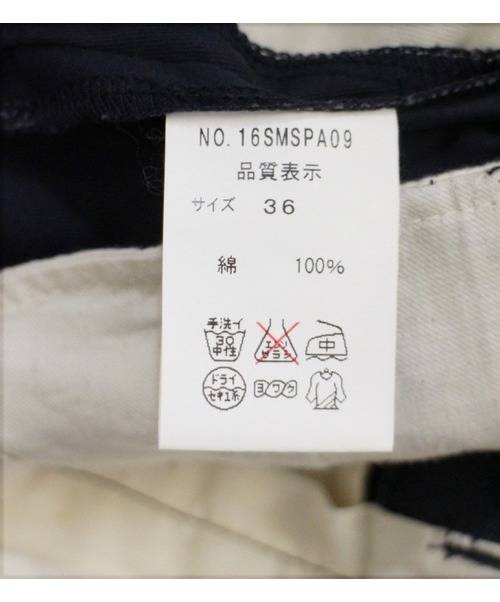 NO.16SMSPA09
品質表示
サイズ 36
綿 100%
手洗イ
30
中性
エンソ
サラシ
中
ドライ
セキユ系
ヨワク